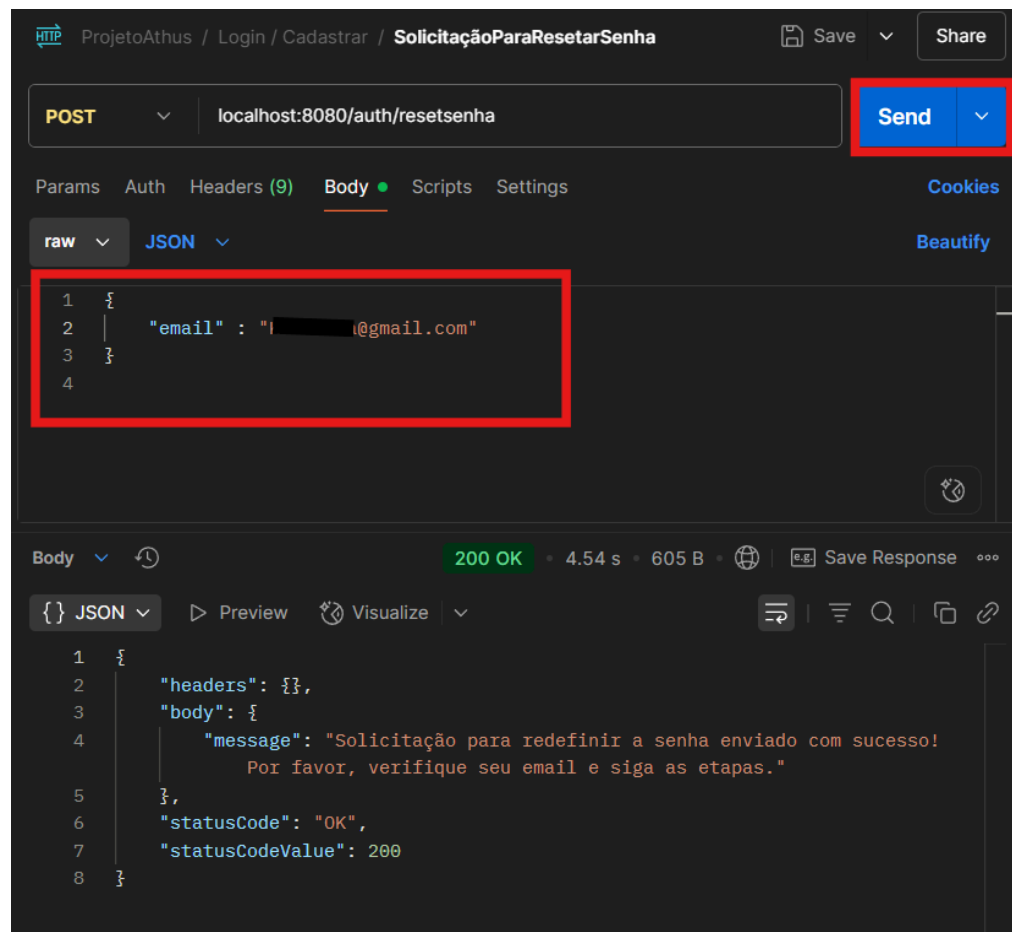 HTTP ProjetoAthus / Login / Cadastrar / SolicitaçãoParaResetarSenha Save Share
POST localhost:8080/auth/resetsenha Send
Params Auth Headers (9) Body Scripts Settings Cookies
raw JSON Beautify
1 {
2 "email" : "@gmail.com"
3 }
4
Body 200 OK • 4.54 s • 605 B • e.g. Save Response
{} JSON Preview Visualize
1 {
2 "headers": {},
3 "body": {
4 "message": "Solicitação para redefinir a senha enviado com sucesso!
Por favor, verifique seu email e siga as etapas."
5 },
6 "statusCode": "OK",
7 "statusCodeValue": 200
8 }